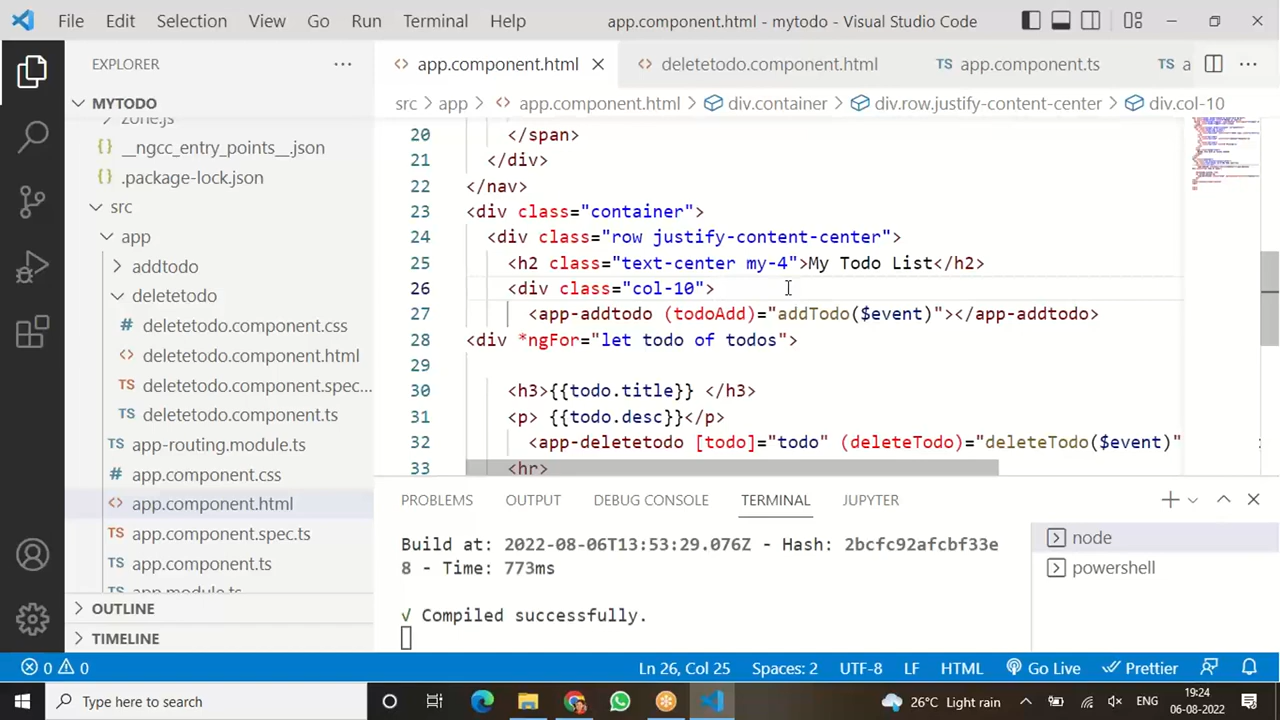 File Edit Selection View Go Run Terminal Help app.component.html - mytodo - Visual Studio Code
EXPLORER
MYTODO
zone.js
__ngcc_entry_points__.json
.package-lock.json
src
app
addtodo
deletetodo
deletetodo.component.css
deletetodo.component.html
deletetodo.component.spec...
deletetodo.component.ts
app-routing.module.ts
app.component.css
app.component.html
app.component.spec.ts
app.component.ts
app.module.ts
OUTLINE
TIMELINE
app.component.html deletetodo.component.html TS app.component.ts TS a
src > app > app.component.html > div.container > div.row.justify-content-center > div.col-10
20 </span>
21 </div>
22 </nav>
23 <div class="container">
24 <div class="row justify-content-center">
25 <h2 class="text-center my-4">My Todo List</h2>
26 <div class="col-10">
27 <app-addtodo (todoAdd)="addTodo($event)"></app-addtodo>
28 <div *ngFor="let todo of todos">
29
30 <h3>{{todo.title}} </h3>
31 <p> {{todo.desc}}</p>
32 <app-deletetodo [todo]="todo" (deleteTodo)="deleteTodo($event)"
33 <hr>
PROBLEMS OUTPUT DEBUG CONSOLE TERMINAL JUPYTER
Build at: 2022-08-06T13:53:29.076Z - Hash: 2bcfc92afcbf33e
8 - Time: 773ms
√ Compiled successfully.
node
powershell
0 0 Ln 26, Col 25 Spaces: 2 UTF-8 LF HTML Go Live Prettier
Type here to search 26°C Light rain ENG 19:24
06-08-2022